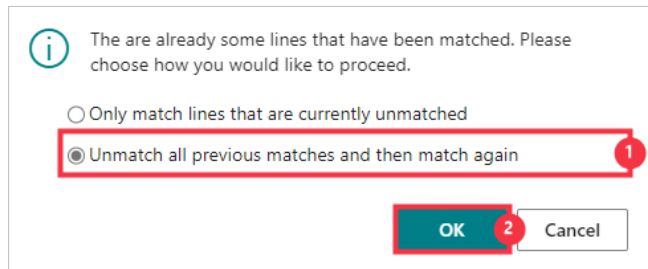 The are already some lines that have been matched. Please
choose how you would like to proceed.
Only match lines that are currently unmatched
Unmatch all previous matches and then match again
1
OK
2
Cancel